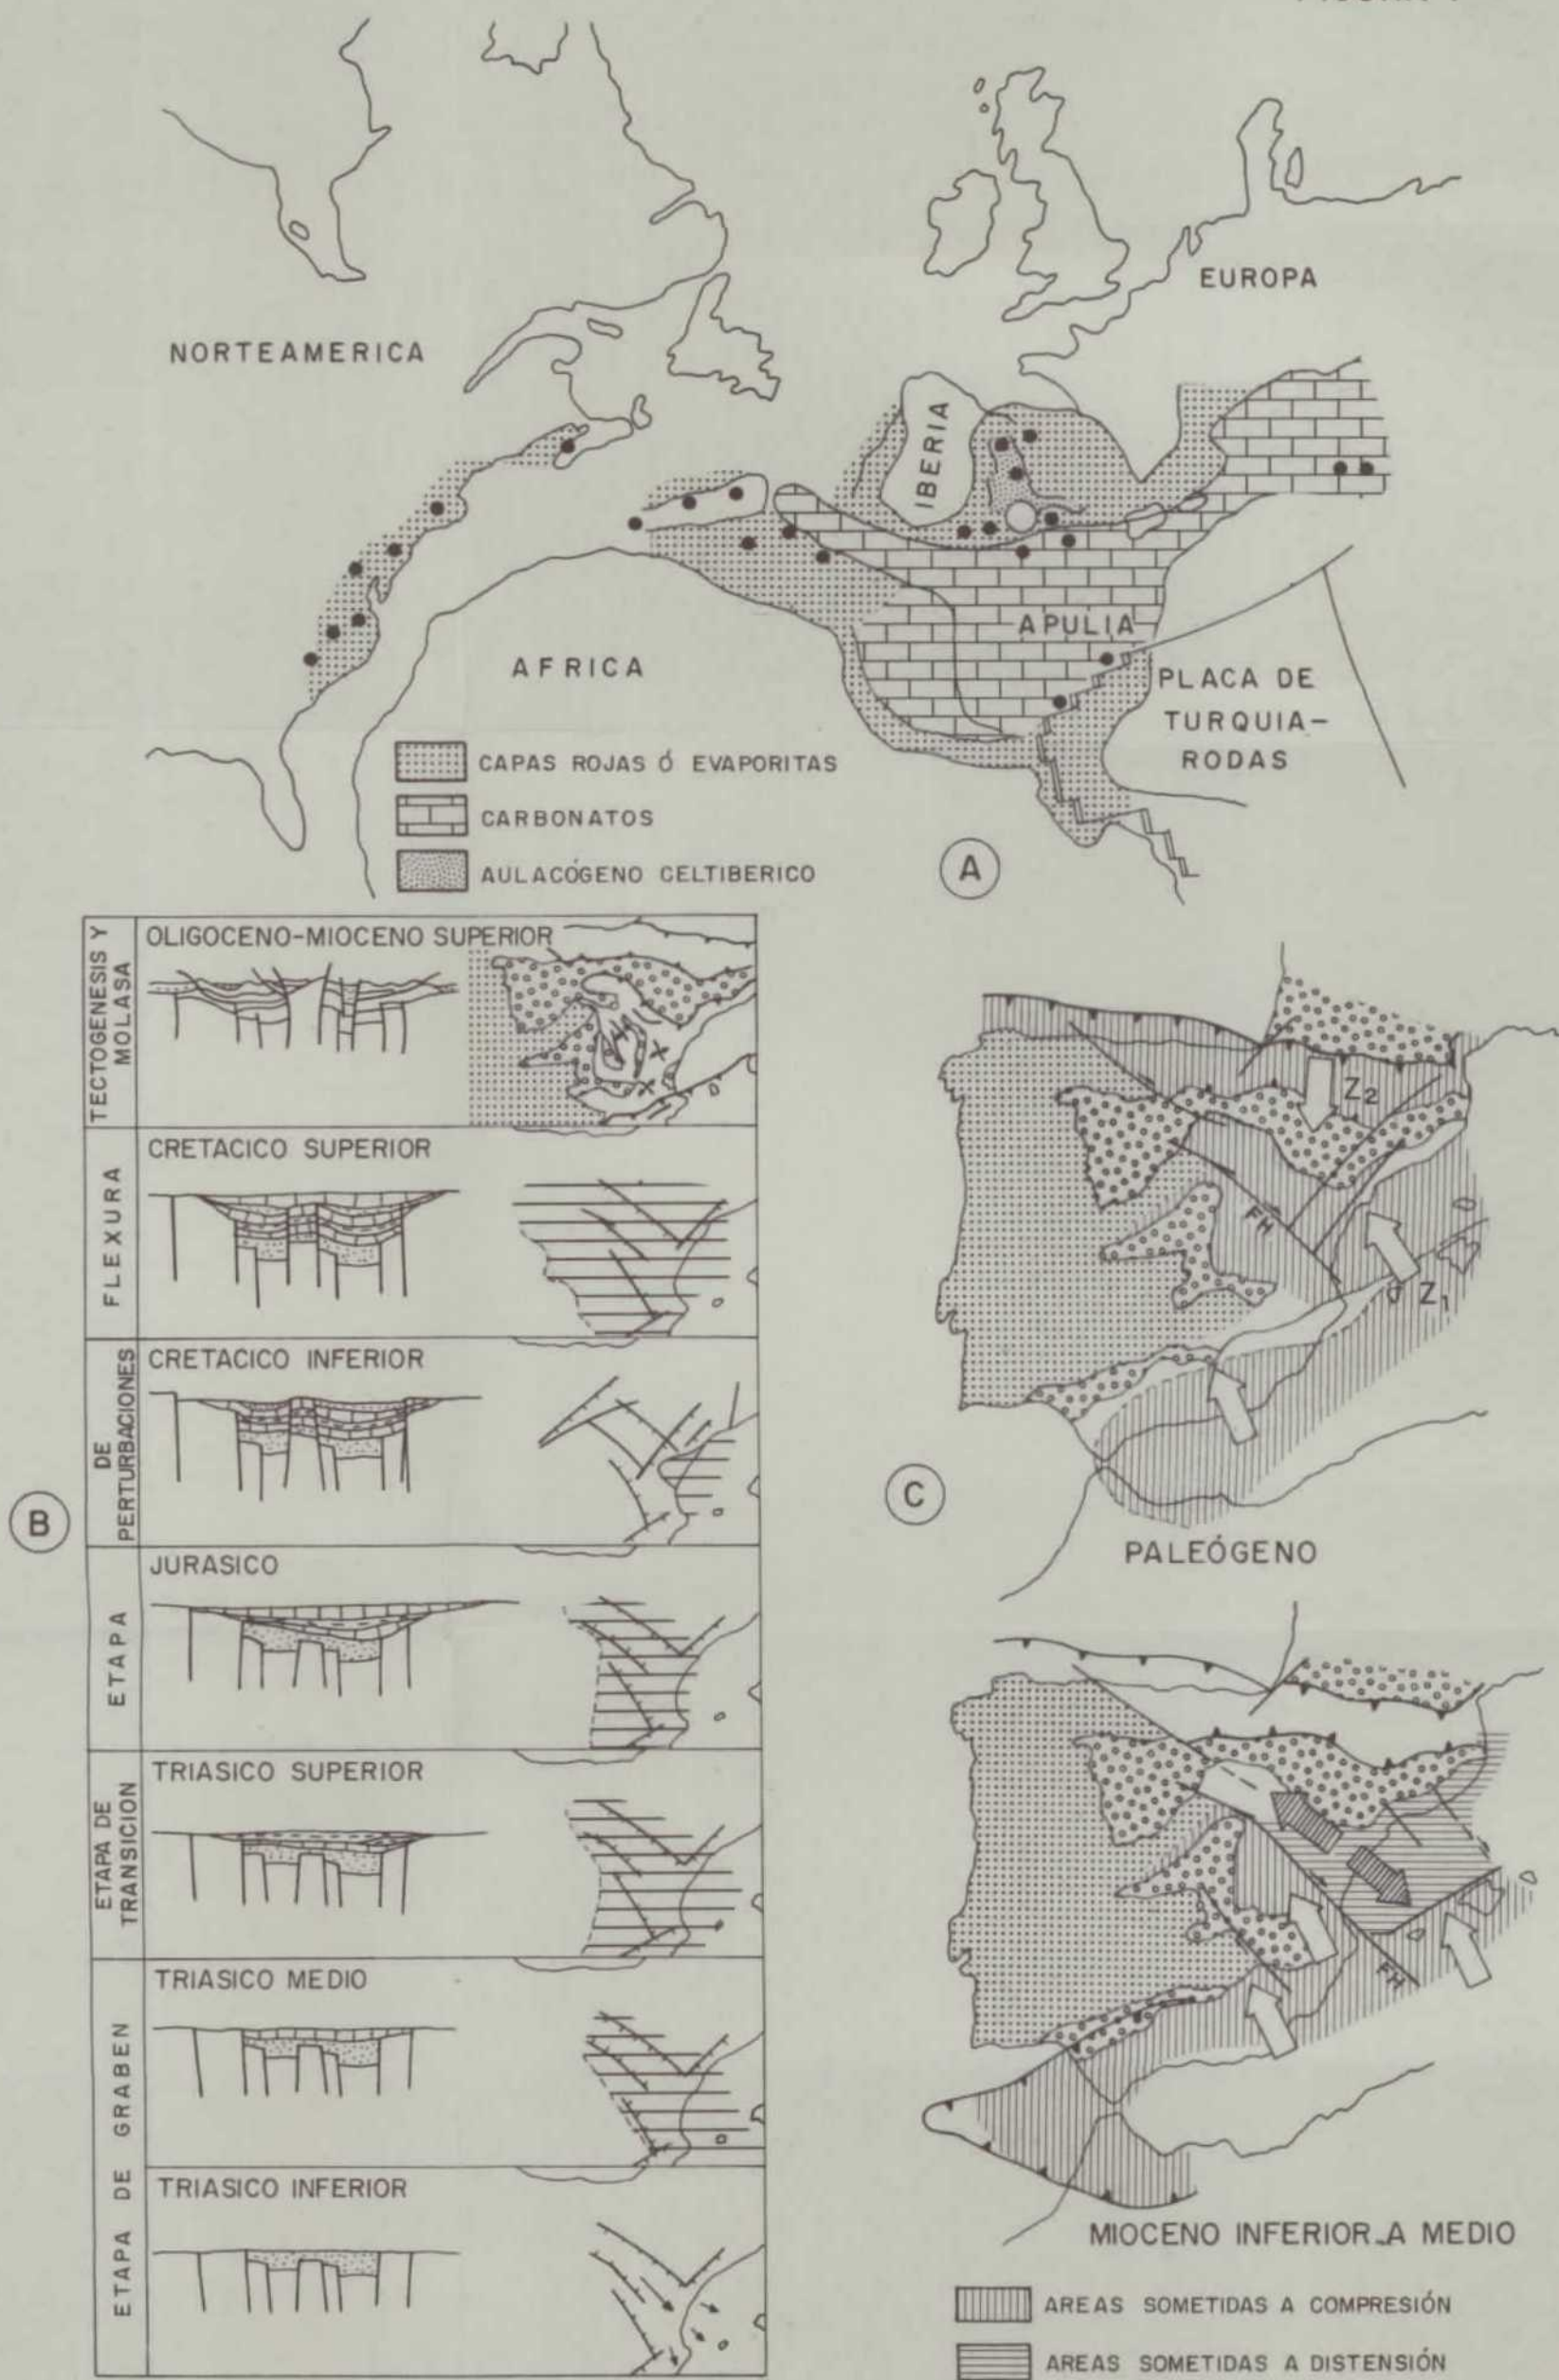 NORTEAMERICA
EUROPA
IBERIA
APULIA
AFRICA
PLACA DE
TURQUIA-
RODAS
CAPAS ROJAS Ó EVAPORITAS
CARBONATOS
AULACÓGENO CELTIBERICO
A
B
TECTOGENESIS Y
MOLASA
OLIGOCENO-MIOCENO SUPERIOR
FLEXURA
CRETACICO SUPERIOR
DE
PERTURBACIONES
CRETACICO INFERIOR
ETAPA
JURASICO
ETAPA DE
TRANSICION
TRIASICO SUPERIOR
ETAPA DE GRABEN
TRIASICO MEDIO
TRIASICO INFERIOR
C
Z2
FH
Z1
PALEÓGENO
FH
MIOCENO INFERIOR A MEDIO
AREAS SOMETIDAS A COMPRESIÓN
AREAS SOMETIDAS A DISTENSIÓN